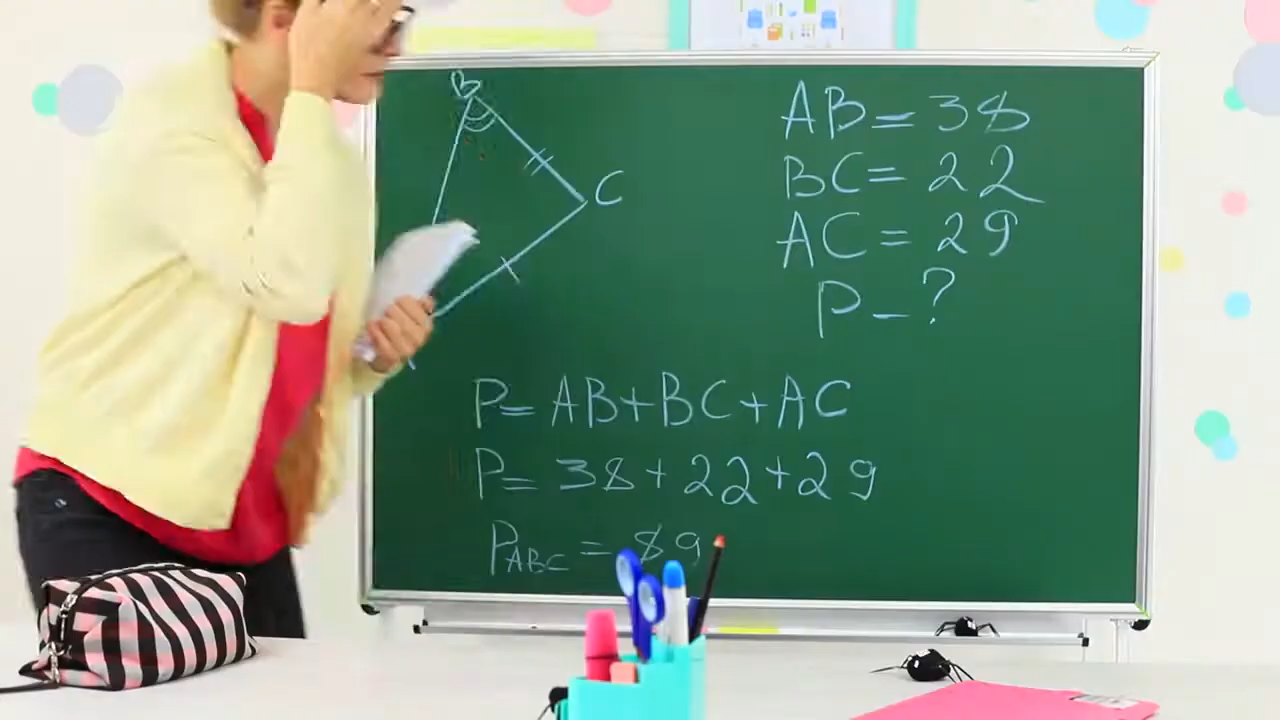 B
C
AB = 38
BC = 22
AC = 29
P - ?
P = AB + BC + AC
P = 38 + 22 + 29
PABC = 89